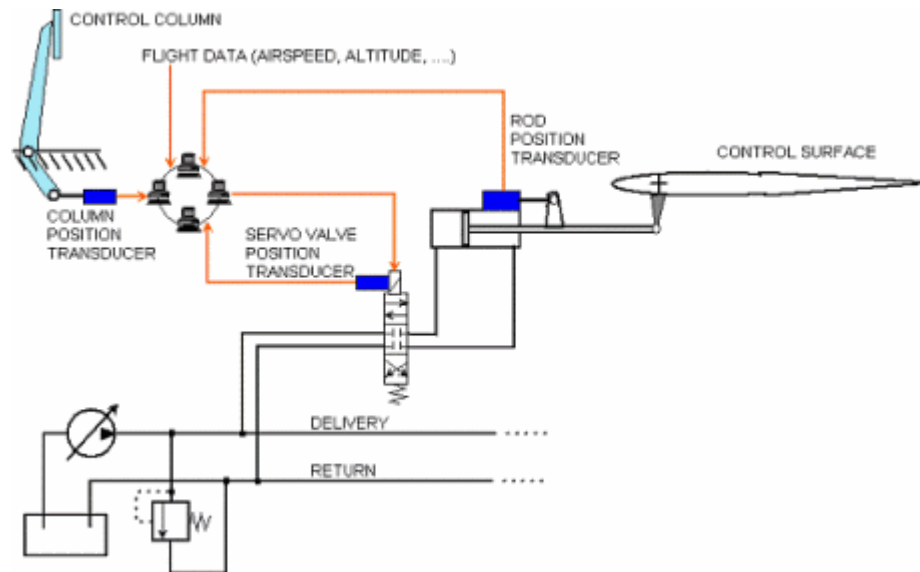 CONTROL COLUMN
FLIGHT DATA (AIRSPEED, ALTITUDE, ....)
ROD
POSITION
TRANSDUCER
CONTROL SURFACE
COLUMN
POSITION
TRANSDUCER
SERVO VALVE
POSITION
TRANSDUCER
DELIVERY
RETURN